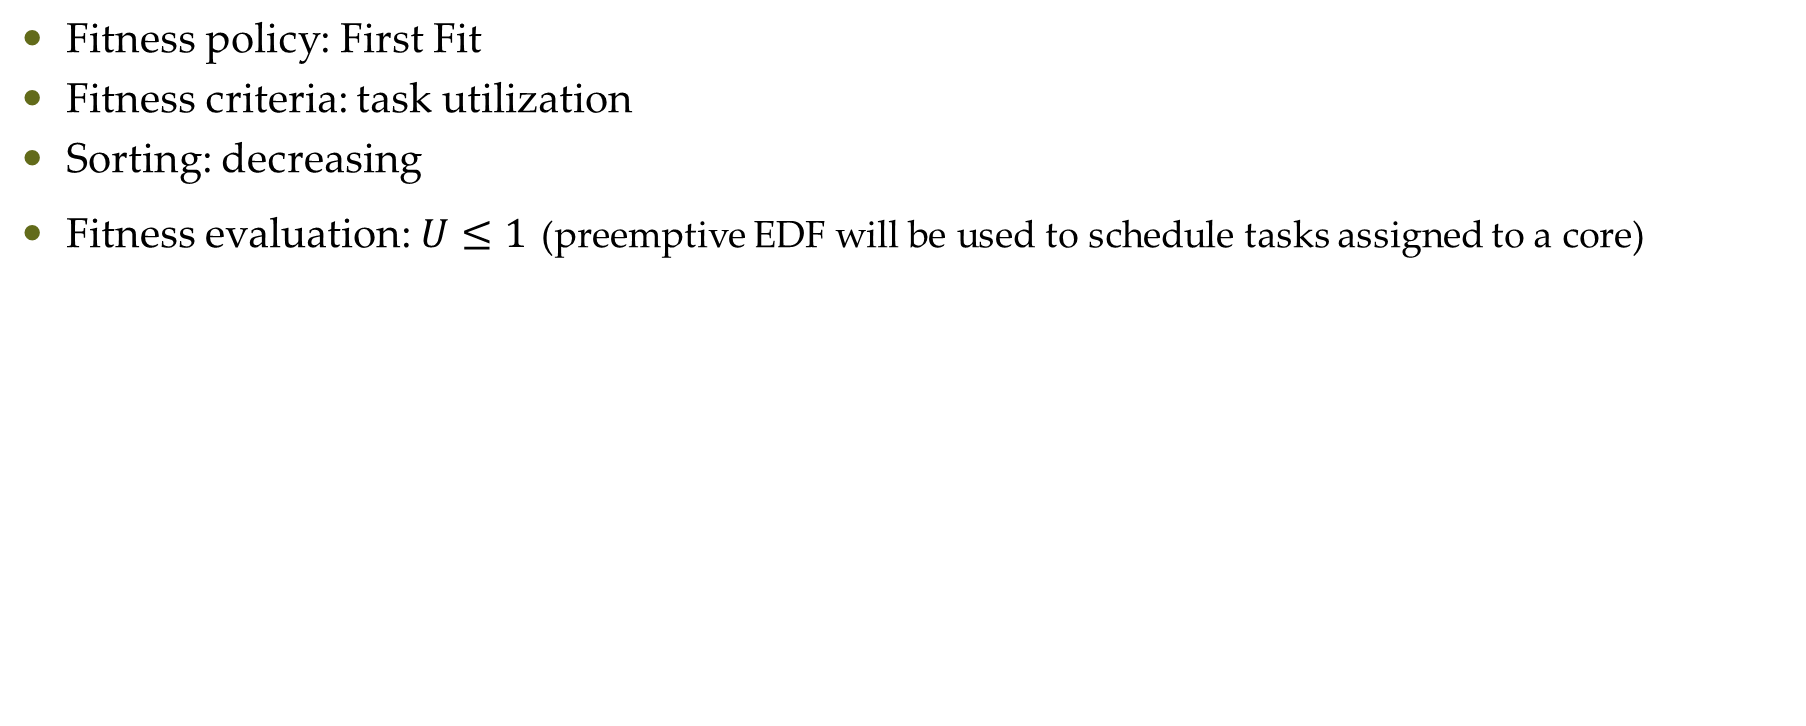 • Fitness policy: First Fit
• Fitness criteria: task utilization
• Sorting: decreasing
• Fitness evaluation: U ≤ 1 (preemptive EDF will be used to schedule tasks assigned to a core)